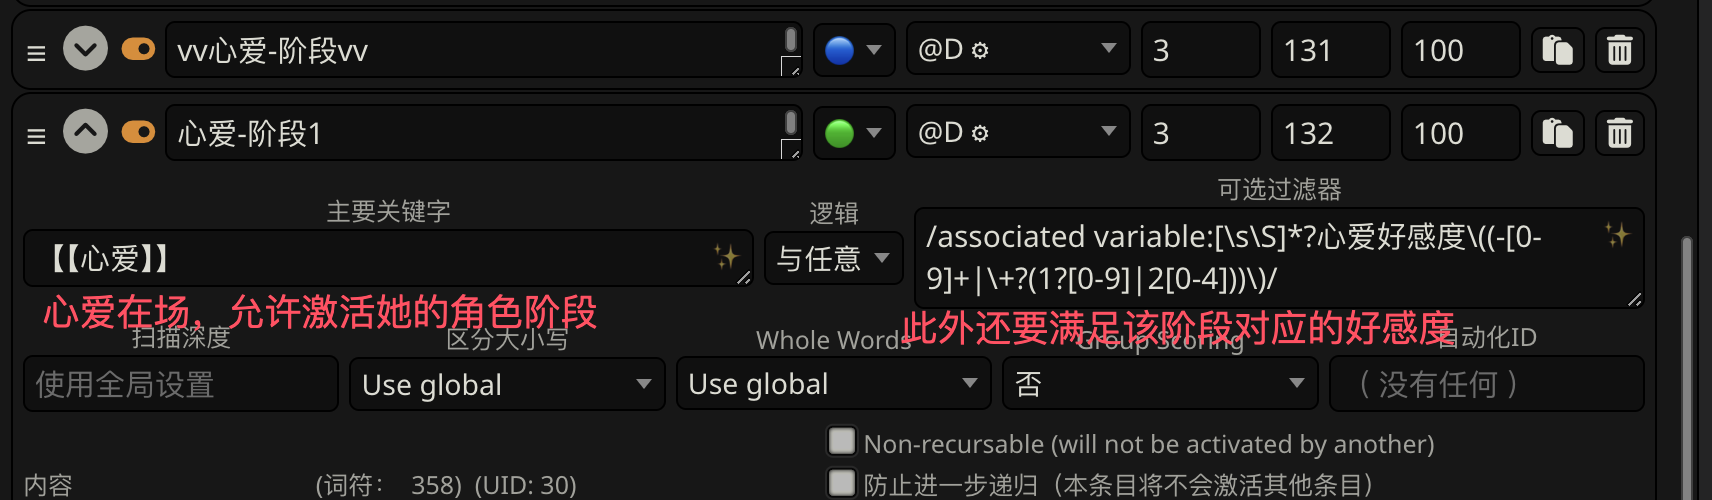 vv心爱-阶段vv @D ⚙ 3 131 100
心爱-阶段1 @D ⚙ 3 132 100
主要关键字 逻辑 可选过滤器
【【心爱】】 与任意 /associated variable:[\s\S]*?心爱好感度\((-[0-
9]+|\+?(1?[0-9]|2[0-4]))\)/
心爱在场，允许激活她的角色阶段 此外还要满足该阶段对应的好感度
扫描深度 区分大小写 Whole Words Group Scoring 自动化ID
使用全局设置 Use global Use global 否 （没有任何）
Non-recursable (will not be activated by another)
内容 (词符： 358) (UID: 30) 防止进一步递归（本条目将不会激活其他条目）